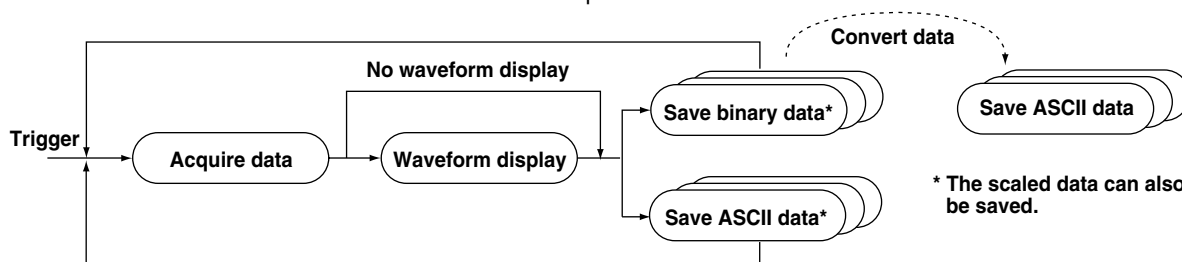 Convert data
No waveform display
Save binary data*
Save ASCII data
Trigger
Acquire data
Waveform display
* The scaled data can also
be saved.
Save ASCII data*